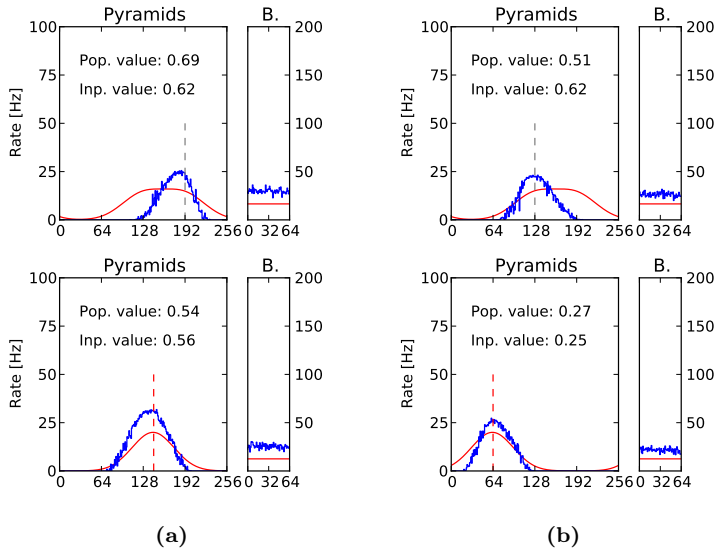 Pyramids B. Pyramids B.
100 200 100 200
Pop. value: 0.69 Pop. value: 0.51
75 150 75 150
Inp. value: 0.62 Inp. value: 0.62
Rate [Hz] 50 100 Rate [Hz] 50 100
25 50 25 50
0 0 0 0
0 64 128 192 256 0 32 64 0 64 128 192 256 0 32 64
Pyramids B. Pyramids B.
100 200 100 200
Pop. value: 0.54 Pop. value: 0.27
75 150 75 150
Inp. value: 0.56 Inp. value: 0.25
Rate [Hz] 50 100 Rate [Hz] 50 100
25 50 25 50
0 0 0 0
0 64 128 192 256 0 32 64 0 64 128 192 256 0 32 64
(a) (b)